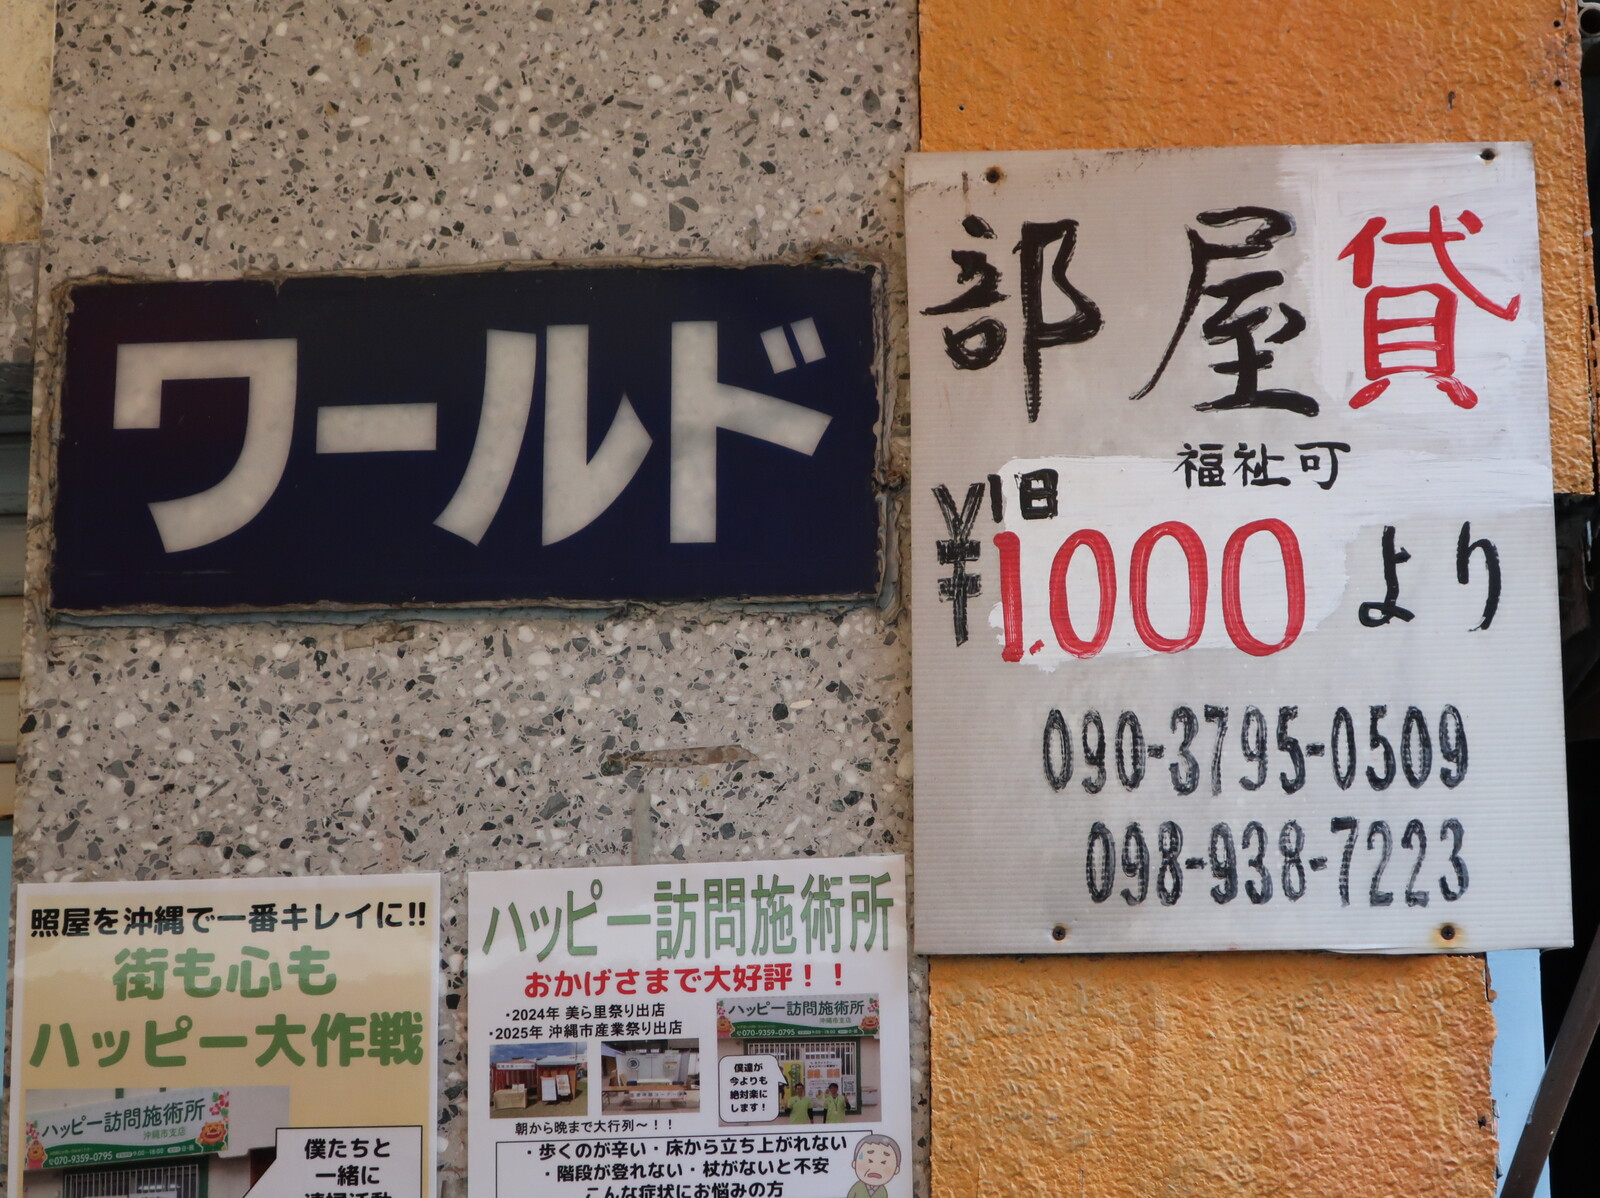 ワールド
部屋貸
福祉可
1日
¥1.000より
090-3795-0509
098-938-7223
照屋を沖縄で一番キレイに!!
街も心も
ハッピー大作戦
ハッピー訪問施術所
沖縄市支店
070-9359-0795
僕たちと
一緒に
ハッピー訪問施術所
おかげさまで大好評！！
・2024年 美ら里祭り出店
・2025年 沖縄市産業祭り出店
ハッピー訪問施術所
沖縄市支店
070-9359-0795
僕達が
今よりも
絶対楽に
します！
朝から晩まで大行列〜！！
・歩くのが辛い・床から立ち上がれない
・階段が登れない・杖がないと不安
こんな症状にお悩みの方